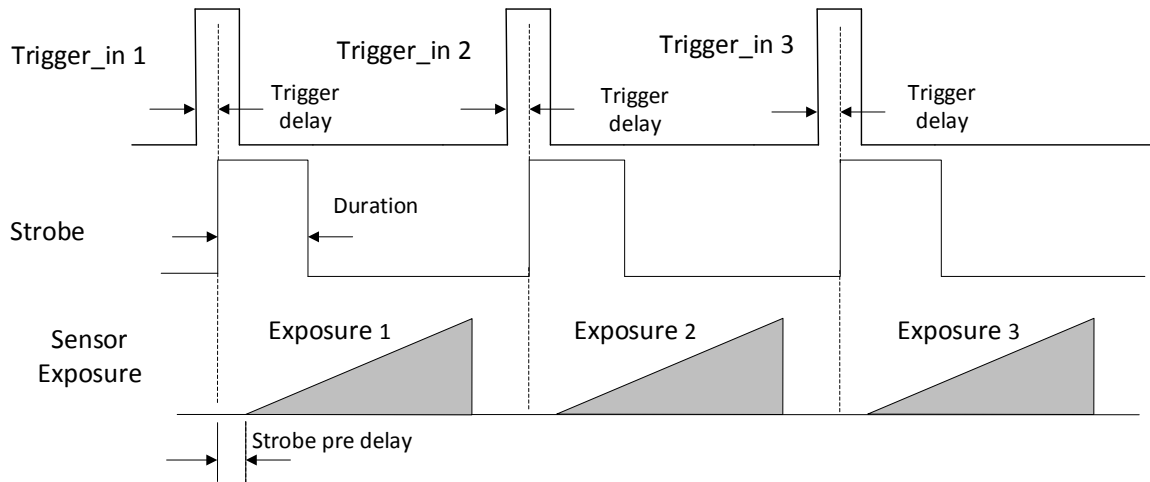 Trigger_in 1
Trigger_in 2
Trigger_in 3
Trigger
delay
Trigger
delay
Trigger
delay
Strobe
Duration
Sensor
Exposure
Exposure 1
Exposure 2
Exposure 3
Strobe pre delay